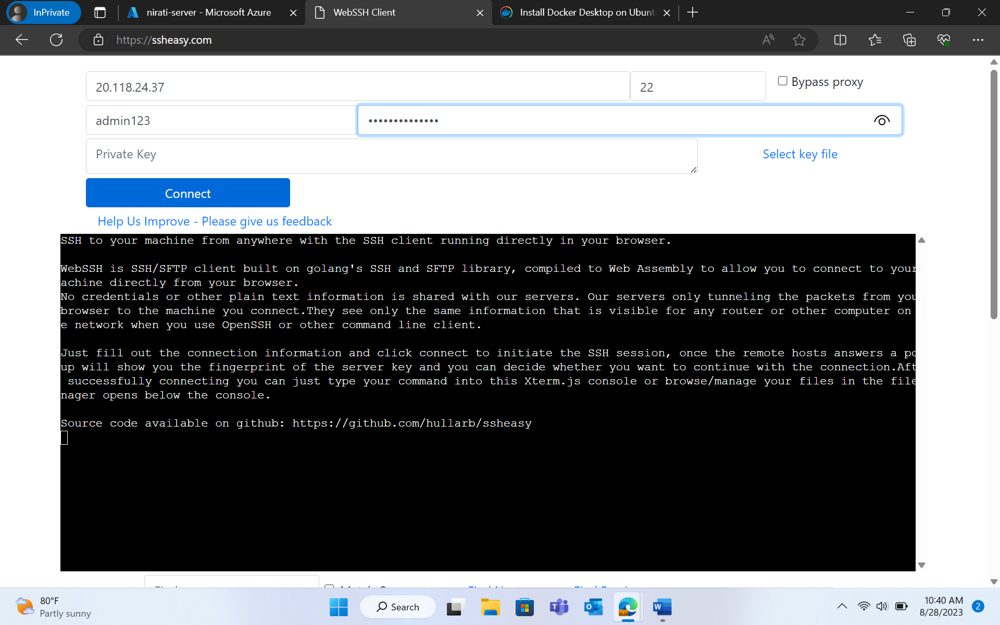 InPrivate
nirati-server - Microsoft Azure
WebSSH Client
Install Docker Desktop on Ubunt
https://ssheasy.com
20.118.24.37
22
Bypass proxy
admin123
••••••••••••••
Private Key
Select key file
Connect
Help Us Improve - Please give us feedback
SSH to your machine from anywhere with the SSH client running directly in your browser.
WebSSH is SSH/SFTP client built on golang's SSH and SFTP library, compiled to Web Assembly to allow you to connect to your
achine directly from your browser.
No credentials or other plain text information is shared with our servers. Our servers only tunneling the packets from your
browser to the machine you connect.They see only the same information that is visible for any router or other computer on
e network when you use OpenSSH or other command line client.
Just fill out the connection information and click connect to initiate the SSH session, once the remote hosts answers a po
up will show you the fingerprint of the server key and you can decide whether you want to continue with the connection.Afte
successfully connecting you can just type your command into this Xterm.js console or browse/manage your files in the file
nager opens below the console.
Source code available on github: https://github.com/hullarb/ssheasy
80°F
Partly sunny
Search
10:40 AM
8/28/2023
2